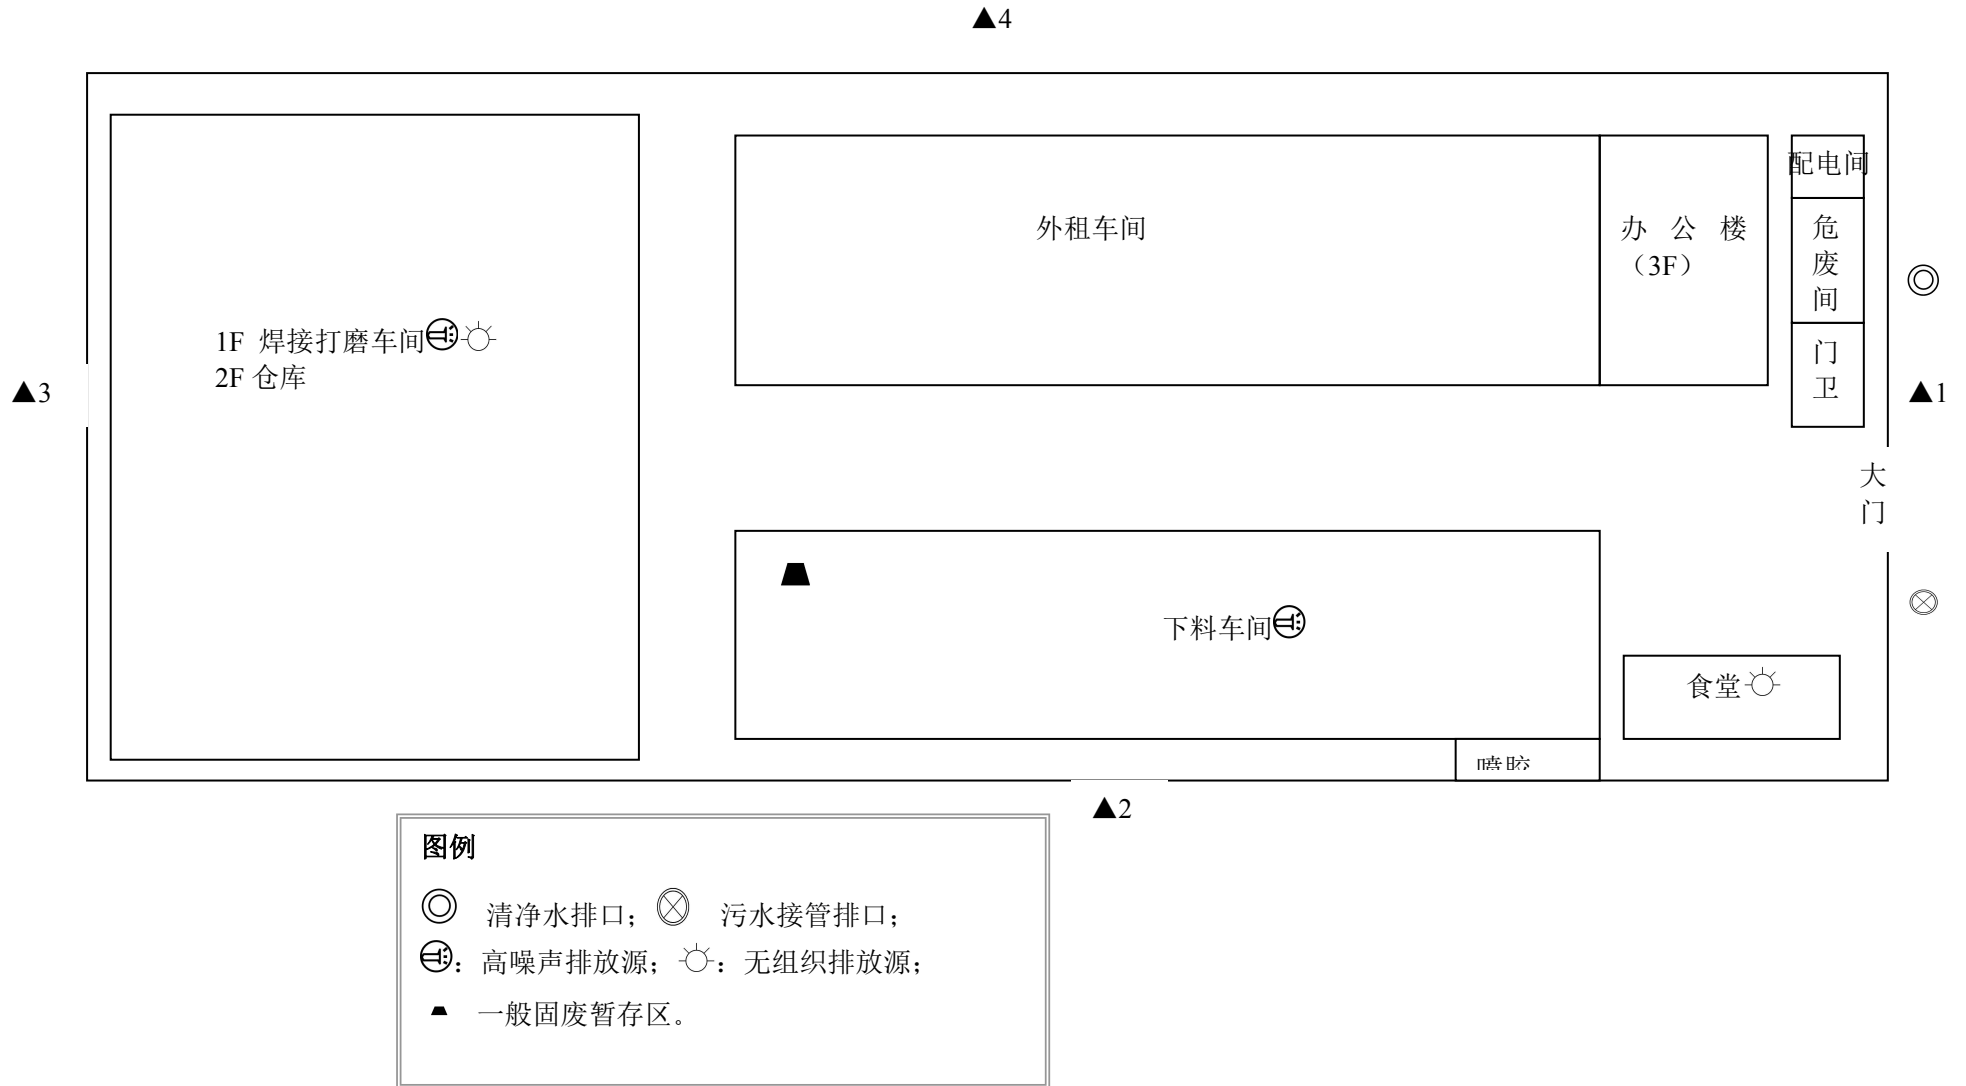 ▲4
配电间
外租车间
办公楼
（3F）
危废间
1F 焊接打磨车间
2F 仓库
门卫
▲3
▲1
大门
下料车间
食堂
喷胶
▲2
图例
清净水排口； 污水接管排口；
：高噪声排放源； ：无组织排放源；
一般固废暂存区。